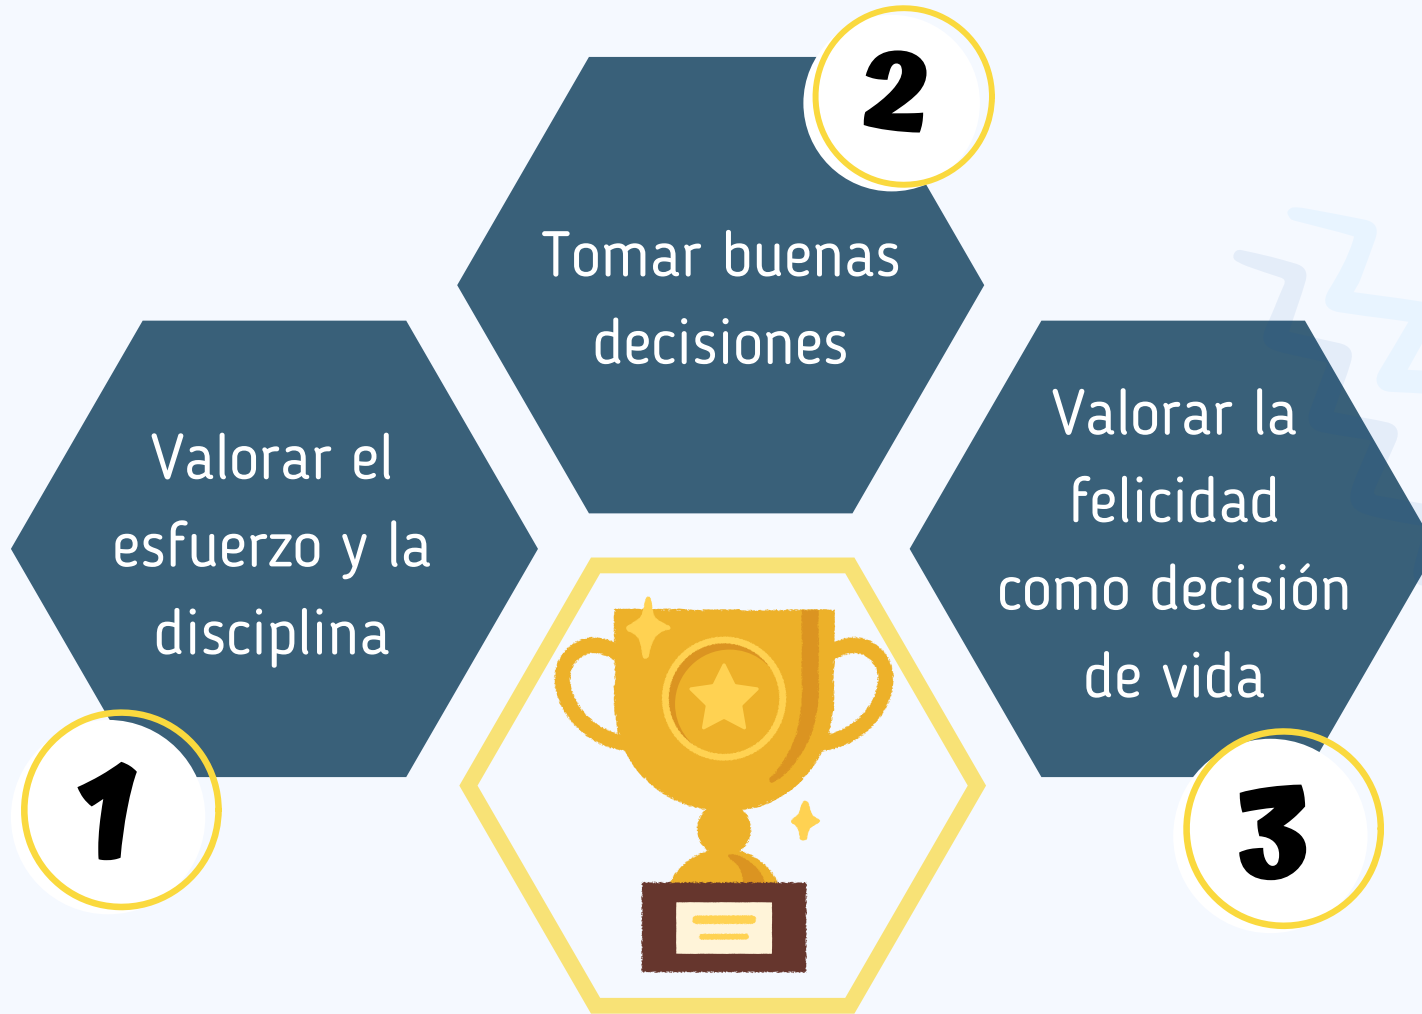 1
Valorar el
esfuerzo y la
disciplina
2
Tomar buenas
decisiones
3
Valorar la
felicidad
como decisión
de vida